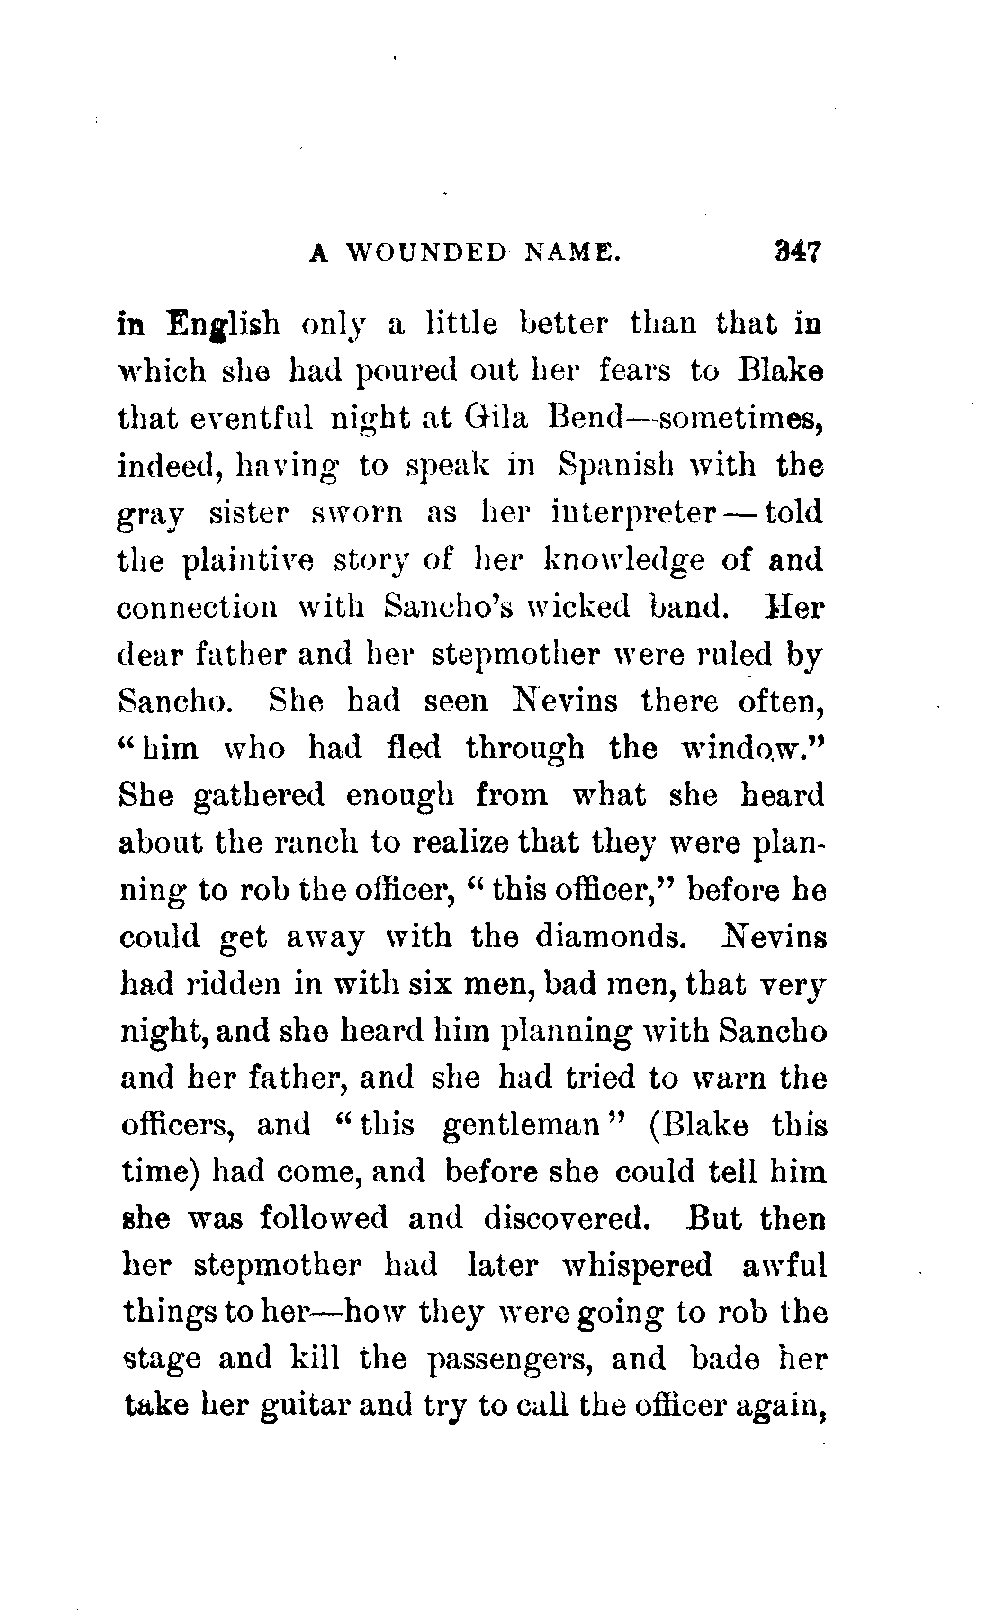 A WOUNDED NAME. 347
in English only a little better than that in
which she had poured out her fears to Blake
that eventful night at Gila Bend—sometimes,
indeed, having to speak in Spanish with the
gray sister sworn as her interpreter — told
the plaintive story of her knowledge of and
connection with Sancho's wicked band. Her
dear father and her stepmother were ruled by
Sancho. She had seen Nevins there often,
“him who had fled through the window.”
She gathered enough from what she heard
about the ranch to realize that they were plan-
ning to rob the officer, “this officer,” before he
could get away with the diamonds. Nevins
had ridden in with six men, bad men, that very
night, and she heard him planning with Sancho
and her father, and she had tried to warn the
officers, and “this gentleman” (Blake this
time) had come, and before she could tell him
she was followed and discovered. But then
her stepmother had later whispered awful
things to her—how they were going to rob the
stage and kill the passengers, and bade her
take her guitar and try to call the officer again,